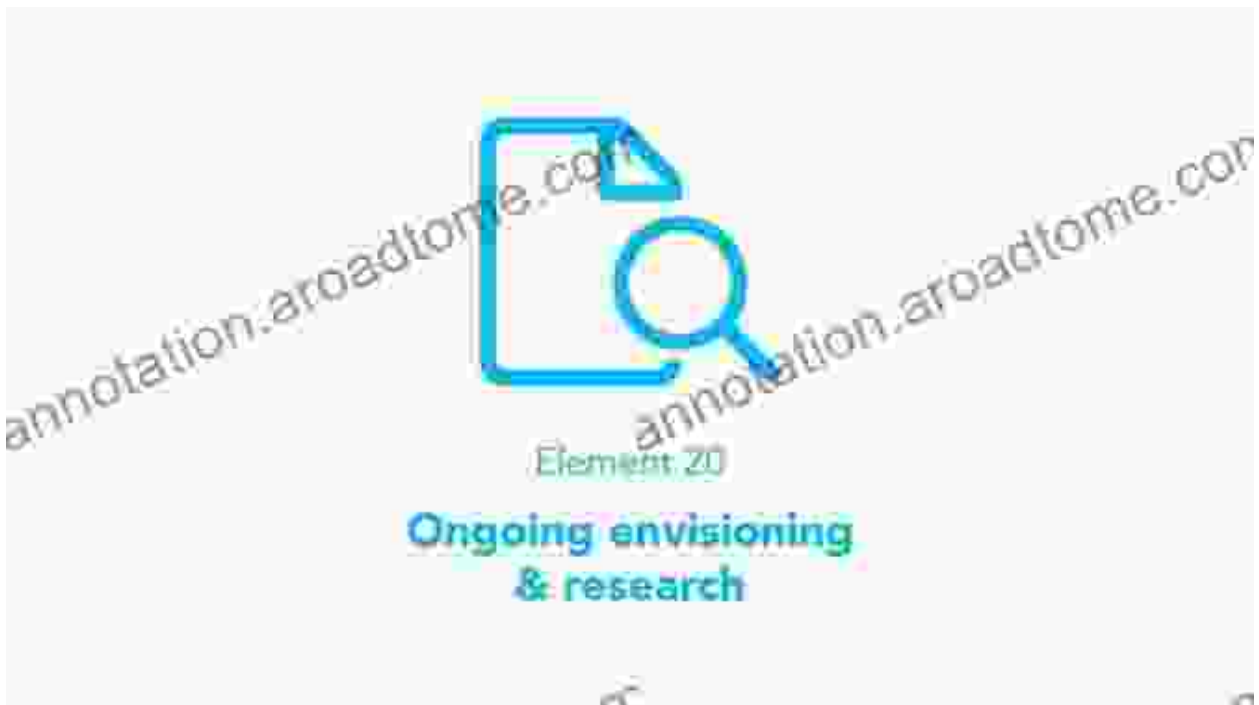 annotation.aroadtome.com
annotation.aroadtome.com
Element 20
Ongoing envisioning
& research